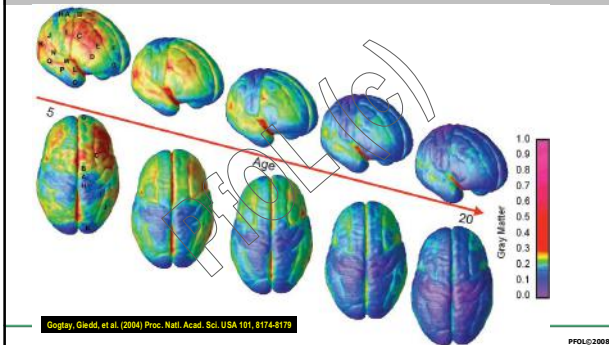 5
Age
20
Gray Matter
1.0
0.9
0.8
0.7
0.6
0.5
0.4
0.3
0.2
0.1
0.0
PfOL(s)
Gogtay, Giedd, et al. (2004) Proc. Natl. Acad. Sci. USA 101, 8174-8179
PFOL©2008